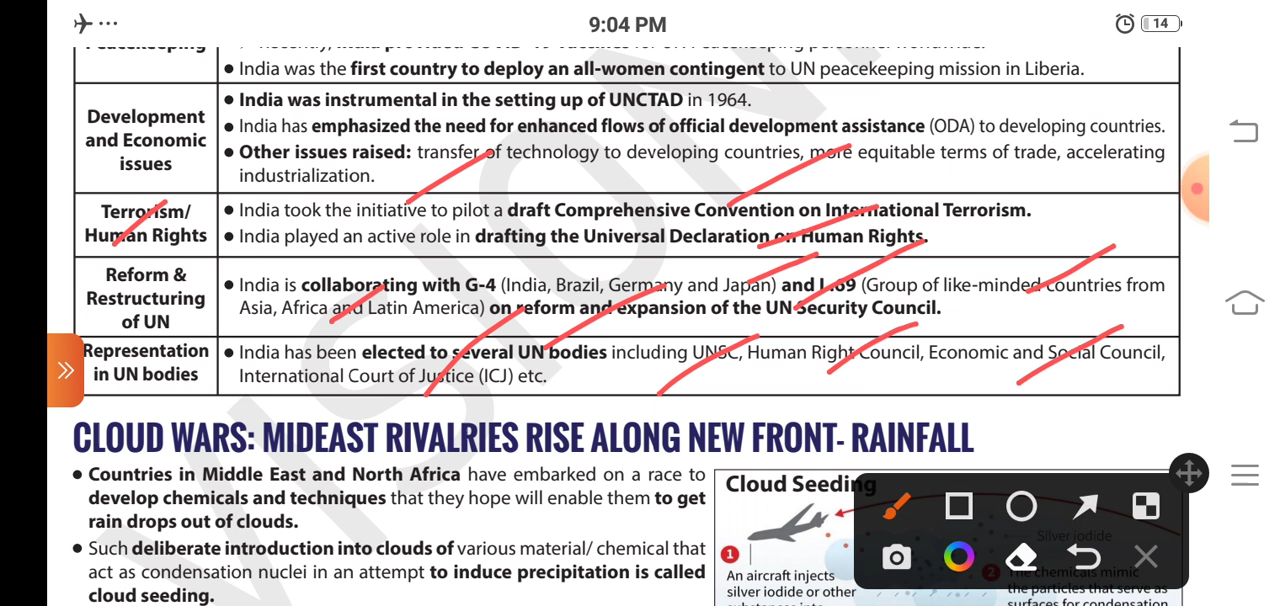 9:04 PM
14
Peacekeeping
• India was the first country to deploy an all-women contingent to UN peacekeeping mission in Liberia.
Development and Economic issues
• India was instrumental in the setting up of UNCTAD in 1964.
• India has emphasized the need for enhanced flows of official development assistance (ODA) to developing countries.
• Other issues raised: transfer of technology to developing countries, more equitable terms of trade, accelerating
industrialization.
Terrorism/
Human Rights
• India took the initiative to pilot a draft Comprehensive Convention on International Terrorism.
• India played an active role in drafting the Universal Declaration on Human Rights.
Reform &
Restructuring
of UN
• India is collaborating with G-4 (India, Brazil, Germany and Japan) and L.69 (Group of like-minded countries from
Asia, Africa and Latin America) on reform and expansion of the UN Security Council.
Representation
in UN bodies
• India has been elected to several UN bodies including UNSC, Human Right Council, Economic and Social Council,
International Court of Justice (ICJ) etc.
CLOUD WARS: MIDEAST RIVALRIES RISE ALONG NEW FRONT- RAINFALL
• Countries in Middle East and North Africa have embarked on a race to
develop chemicals and techniques that they hope will enable them to get
rain drops out of clouds.
• Such deliberate introduction into clouds of various material/ chemical that
act as condensation nuclei in an attempt to induce precipitation is called
cloud seeding.
Cloud Seeding
1
An aircraft injects
silver iodide or other
substances into
Silver iodide
2
The chemicals mimic
the particles that serve as
surfaces for condensation
VISION